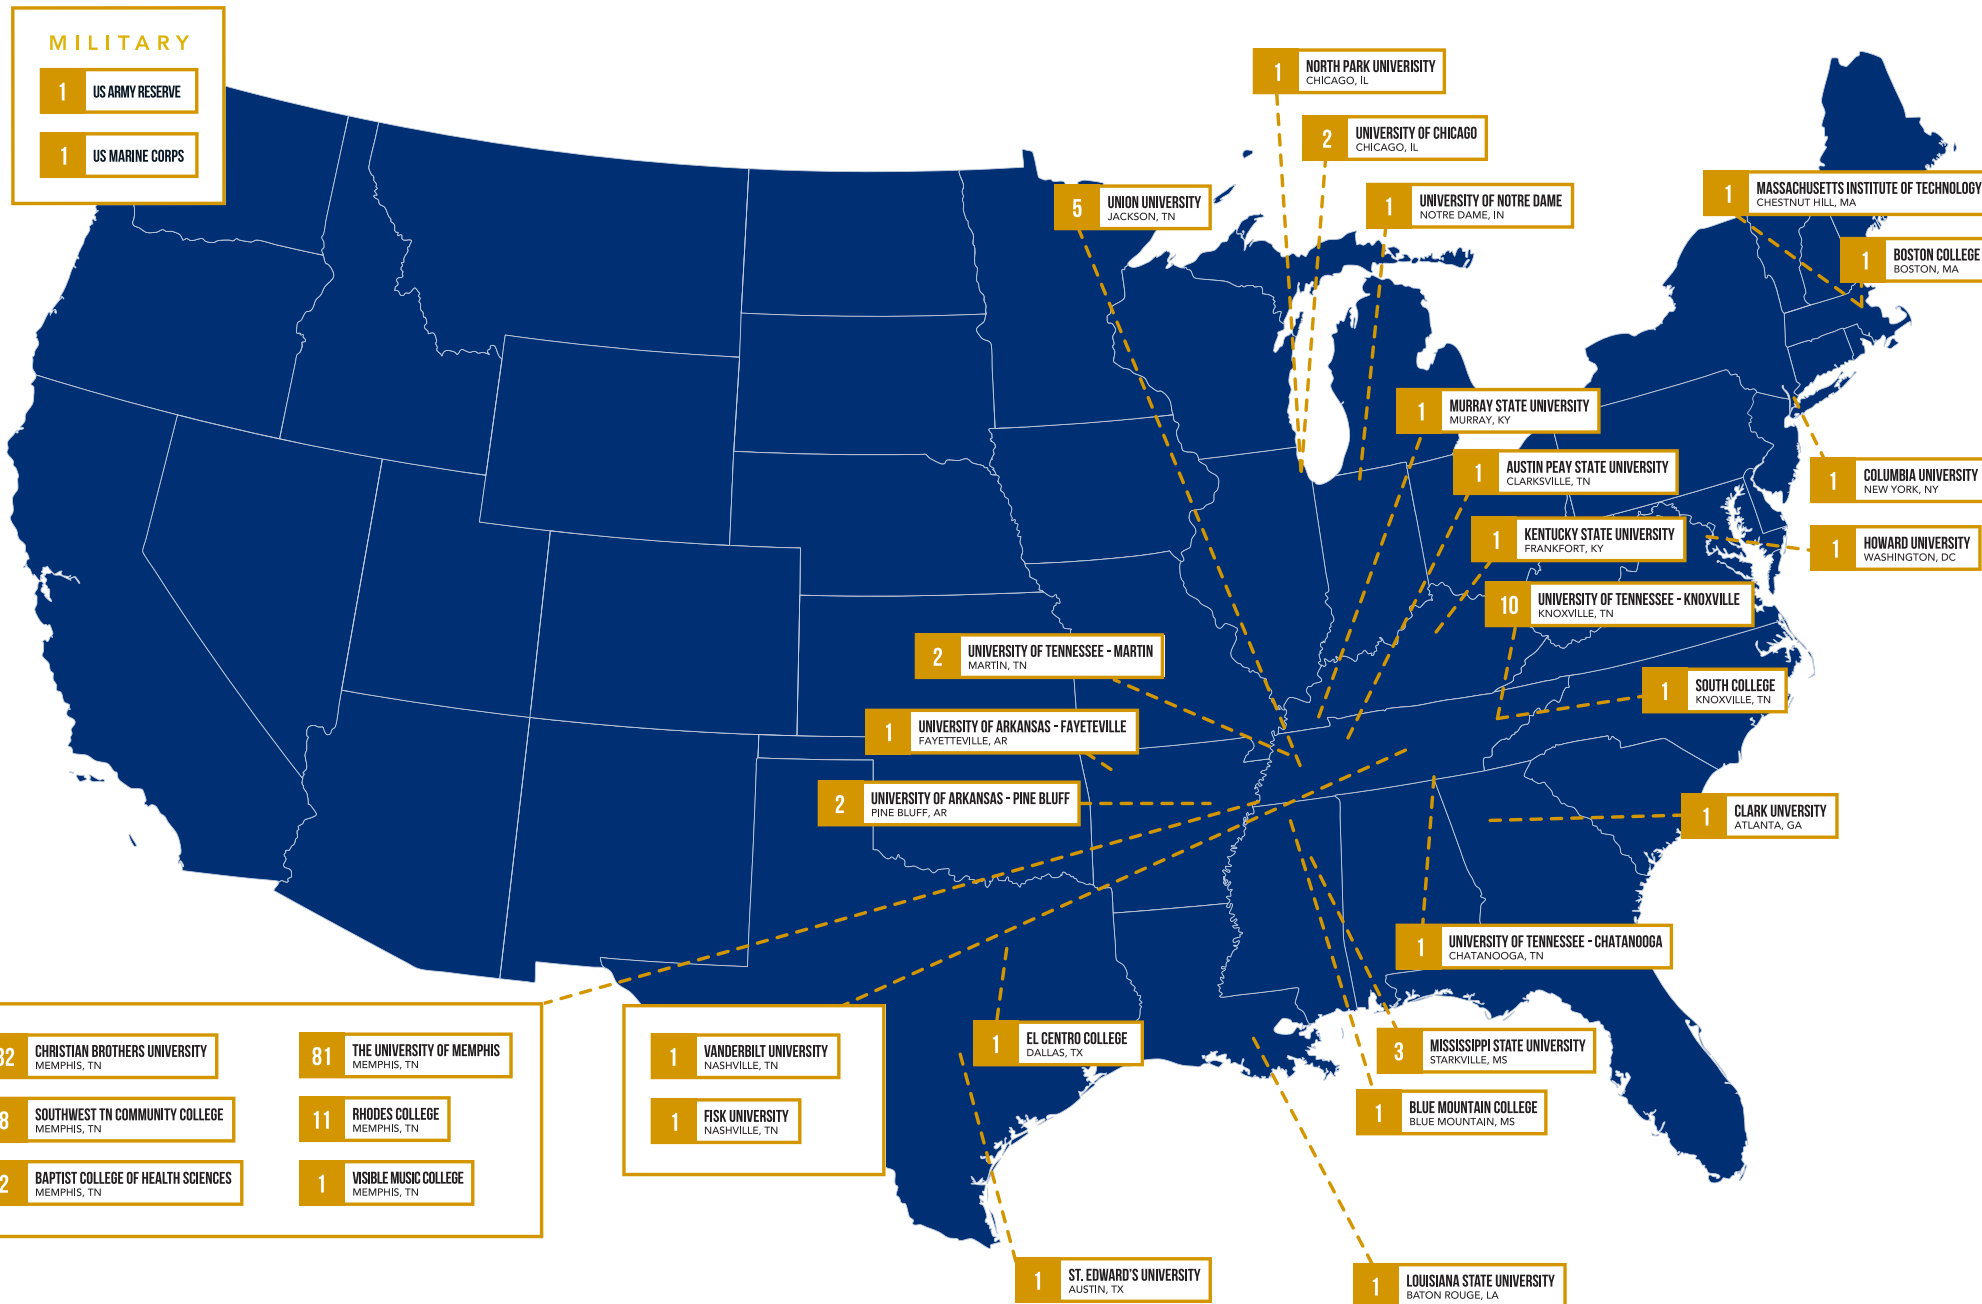 MILITARY
1 US ARMY RESERVE
1 US MARINE CORPS
1 NORTH PARK UNIVERISITY
CHICAGO, IL
2 UNIVERSITY OF CHICAGO
CHICAGO, IL
5 UNION UNIVERSITY
JACKSON, TN
1 UNIVERSITY OF NOTRE DAME
NOTRE DAME, IN
1 MASSACHUSETTS INSTITUTE OF TECHNOLOGY
CHESTNUT HILL, MA
1 BOSTON COLLEGE
BOSTON, MA
1 MURRAY STATE UNIVERSITY
MURRAY, KY
1 AUSTIN PEAY STATE UNIVERSITY
CLARKSVILLE, TN
1 COLUMBIA UNIVERSITY
NEW YORK, NY
1 KENTUCKY STATE UNIVERSITY
FRANKFORT, KY
1 HOWARD UNIVERSITY
WASHINGTON, DC
10 UNIVERSITY OF TENNESSEE - KNOXVILLE
KNOXVILLE, TN
2 UNIVERSITY OF TENNESSEE - MARTIN
MARTIN, TN
1 SOUTH COLLEGE
KNOXVILLE, TN
1 UNIVERSITY OF ARKANSAS - FAYETEVILLE
FAYETTEVILLE, AR
2 UNIVERSITY OF ARKANSAS - PINE BLUFF
PINE BLUFF, AR
1 CLARK UNVERSITY
ATLANTA, GA
1 UNIVERSITY OF TENNESSEE - CHATANOOGA
CHATANOOGA, TN
32 CHRISTIAN BROTHERS UNIVERSITY
MEMPHIS, TN
81 THE UNIVERSITY OF MEMPHIS
MEMPHIS, TN
8 SOUTHWEST TN COMMUNITY COLLEGE
MEMPHIS, TN
11 RHODES COLLEGE
MEMPHIS, TN
2 BAPTIST COLLEGE OF HEALTH SCIENCES
MEMPHIS, TN
1 VISIBLE MUSIC COLLEGE
MEMPHIS, TN
1 VANDERBILT UNIVERSITY
NASHVILLE, TN
1 FISK UNIVERSITY
NASHVILLE, TN
1 EL CENTRO COLLEGE
DALLAS, TX
3 MISSISSIPPI STATE UNIVERSITY
STARKVILLE, MS
1 BLUE MOUNTAIN COLLEGE
BLUE MOUNTAIN, MS
1 ST. EDWARD'S UNIVERSITY
AUSTIN, TX
1 LOUISIANA STATE UNIVERSITY
BATON ROUGE, LA